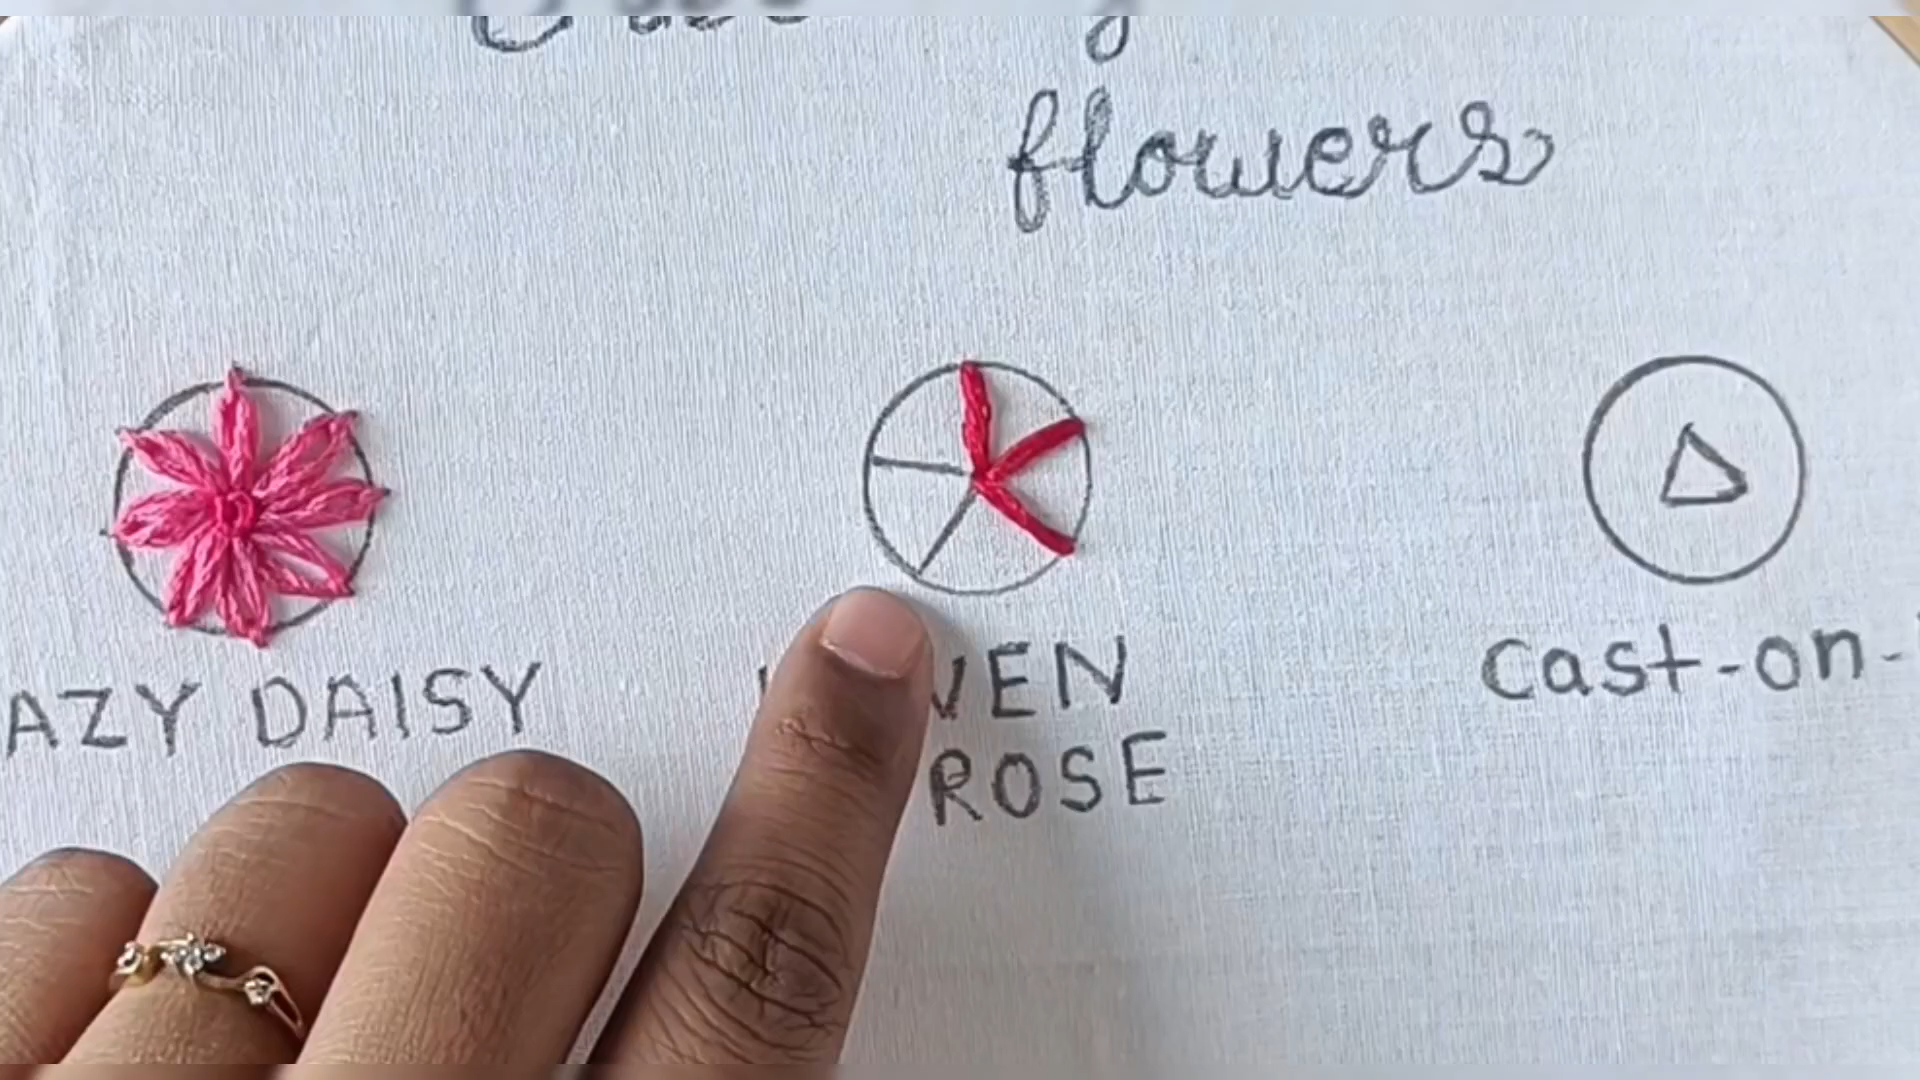 flowers
AZY DAISY
VEN
ROSE
Cast-on-